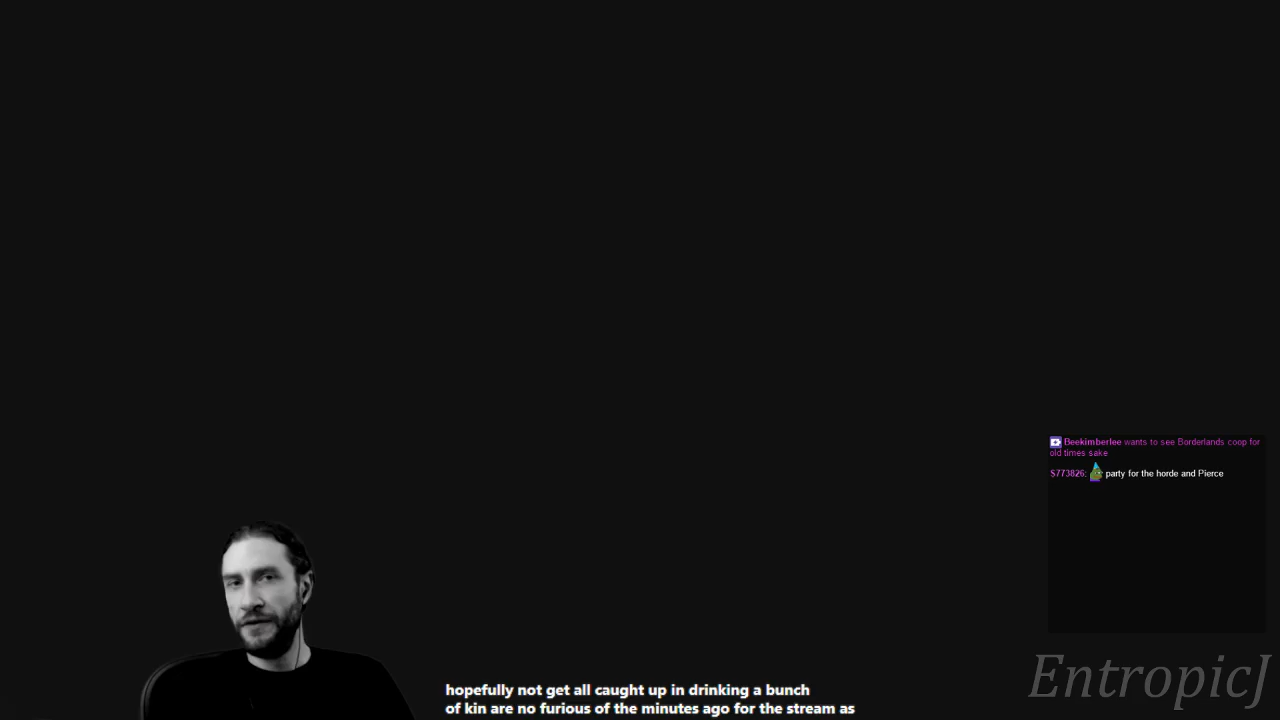 Beekimberlee wants to see Borderlands coop for
old times sake
S773826: party for the horde and Pierce
EntropicJ
hopefully not get all caught up in drinking a bunch
of kin are no furious of the minutes ago for the stream as